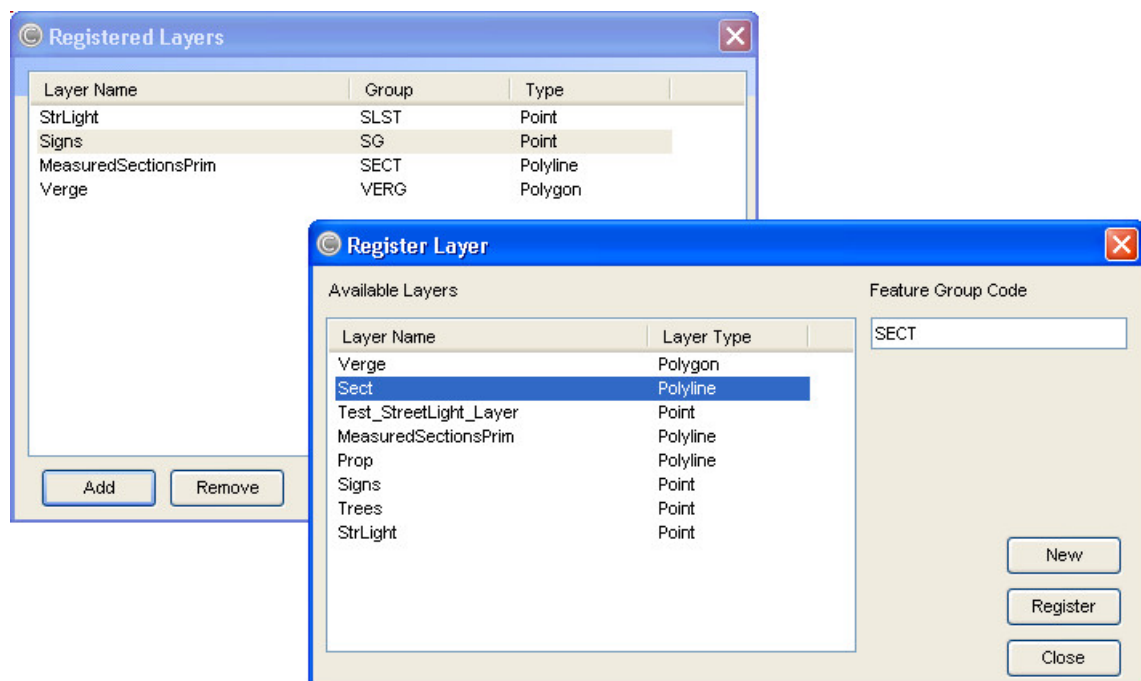 Registered Layers
Layer Name Group Type
StrLight SLST Point
Signs SG Point
MeasuredSectionsPrim SECT Polyline
Verge VERG Polygon
Add Remove
Register Layer
Available Layers
Feature Group Code
Layer Name Layer Type
SECT
Verge Polygon
Sect Polyline
Test_StreetLight_Layer Point
MeasuredSectionsPrim Polyline
Prop Polyline
Signs Point
Trees Point
StrLight Point
New
Register
Close